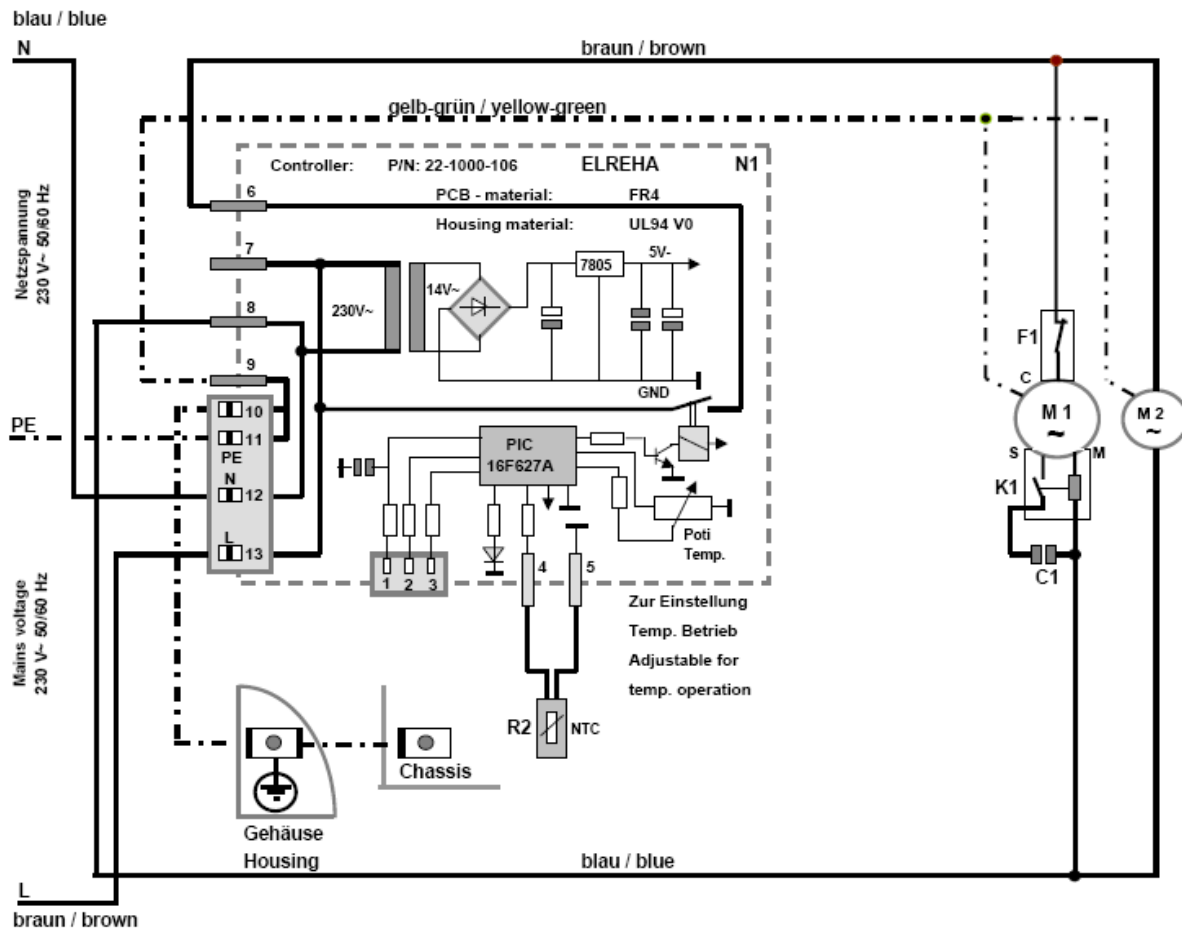 blau / blue
N
braun / brown
gelb-grün / yellow-green
Controller: P/N: 22-1000-106 ELREHA N1
6
PCB - material: FR4
Housing material: UL94 V0
Netzspannung
230 V~ 50/60 Hz
7
7805
5V-
8
230V~
14V~
9
GND
F1
C
M 1
~
M 2
~
10
PE
11
PE
PIC
16F627A
S
M
N
12
K1
L
13
Poti
Temp.
C1
1 2 3
4
5
Zur Einstellung
Temp. Betrieb
Adjustable for
temp. operation
Mains voltage
230 V~ 50/60 Hz
R2
NTC
Chassis
Gehäuse
Housing
blau / blue
L
braun / brown